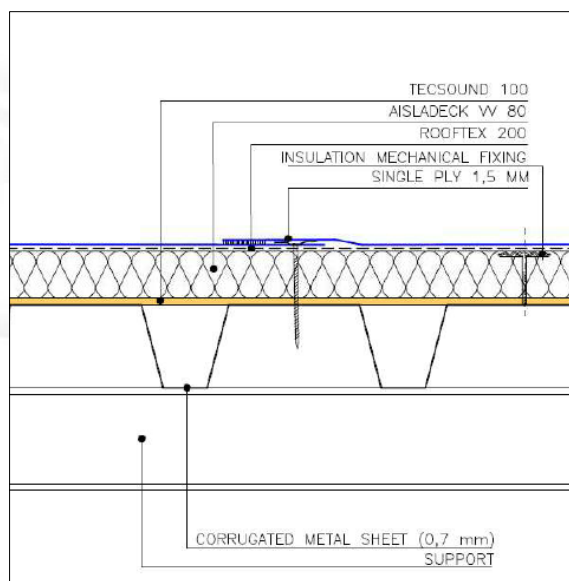 TECSOUND 100
AISLADECK VV 80
ROOFTEX 200
INSULATION MECHANICAL FIXING
SINGLE PLY 1,5 MM
CORRUGATED METAL SHEET (0,7 mm)
SUPPORT